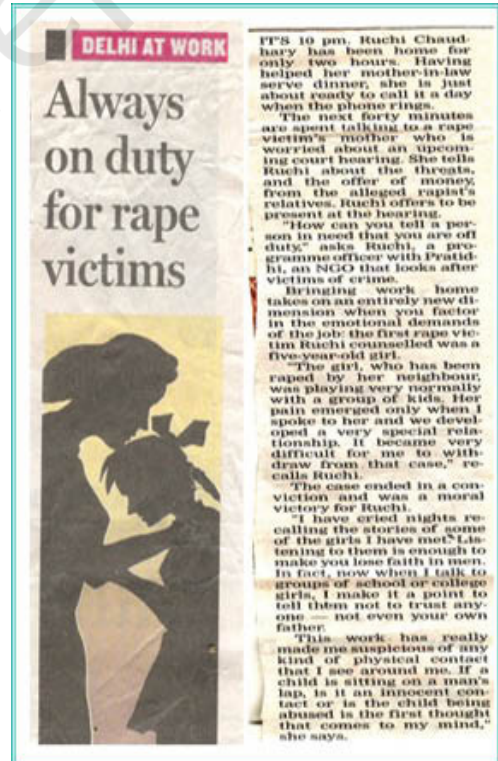 DELHI AT WORK
Always
on duty
for rape
victims
IT'S 10 pm. Ruchi Chaud-
hary has been home for
only two hours. Having
helped her mother-in-law
serve dinner, she is just
about ready to call it a day
when the phone rings.
The next forty minutes
are spent talking to a rape
victim's mother who is
worried about an upcom-
ing court hearing. She tells
Ruchi about the threats,
and the offer of money,
from the alleged rapist's
relatives. Ruchi offers to be
present at the hearing.
"How can you tell a per-
son in need that you are off
duty," asks Ruchi, a pro-
gramme officer with Pratid-
hi, an NGO that looks after
victims of crime.
Bringing work home
takes on an entirely new di-
mension when you factor
in the emotional demands
of the job: the first rape vic-
tim Ruchi counselled was a
five-year-old girl.
"The girl, who has been
raped by her neighbour,
was playing very normally
with a group of kids. Her
pain emerged only when I
spoke to her and we devel-
oped a very special rela-
tionship. It became very
difficult for me to with-
draw from that case," re-
calls Ruchi.
The case ended in a con-
viction and was a moral
victory for Ruchi.
"I have cried nights re-
calling the stories of some
of the girls I have met. Lis-
tening to them is enough to
make you lose faith in men.
In fact, now when I talk to
groups of school or college
girls, I make it a point to
tell them not to trust any-
one — not even your own
father.
This work has really
made me suspicious of any
kind of physical contact
that I see around me. If a
child is sitting on a man's
lap, is it an innocent con-
tact or is the child being
abused is the first thought
that comes to my mind,"
she says.